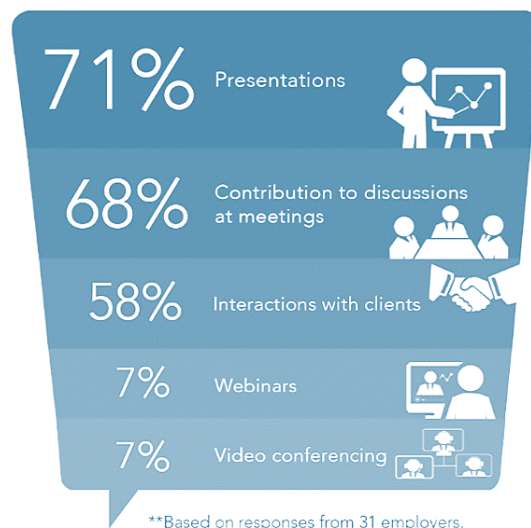 71% Presentations
68% Contribution to discussions
at meetings
58% Interactions with clients
7% Webinars
7% Video conferencing
**Based on responses from 31 employers.